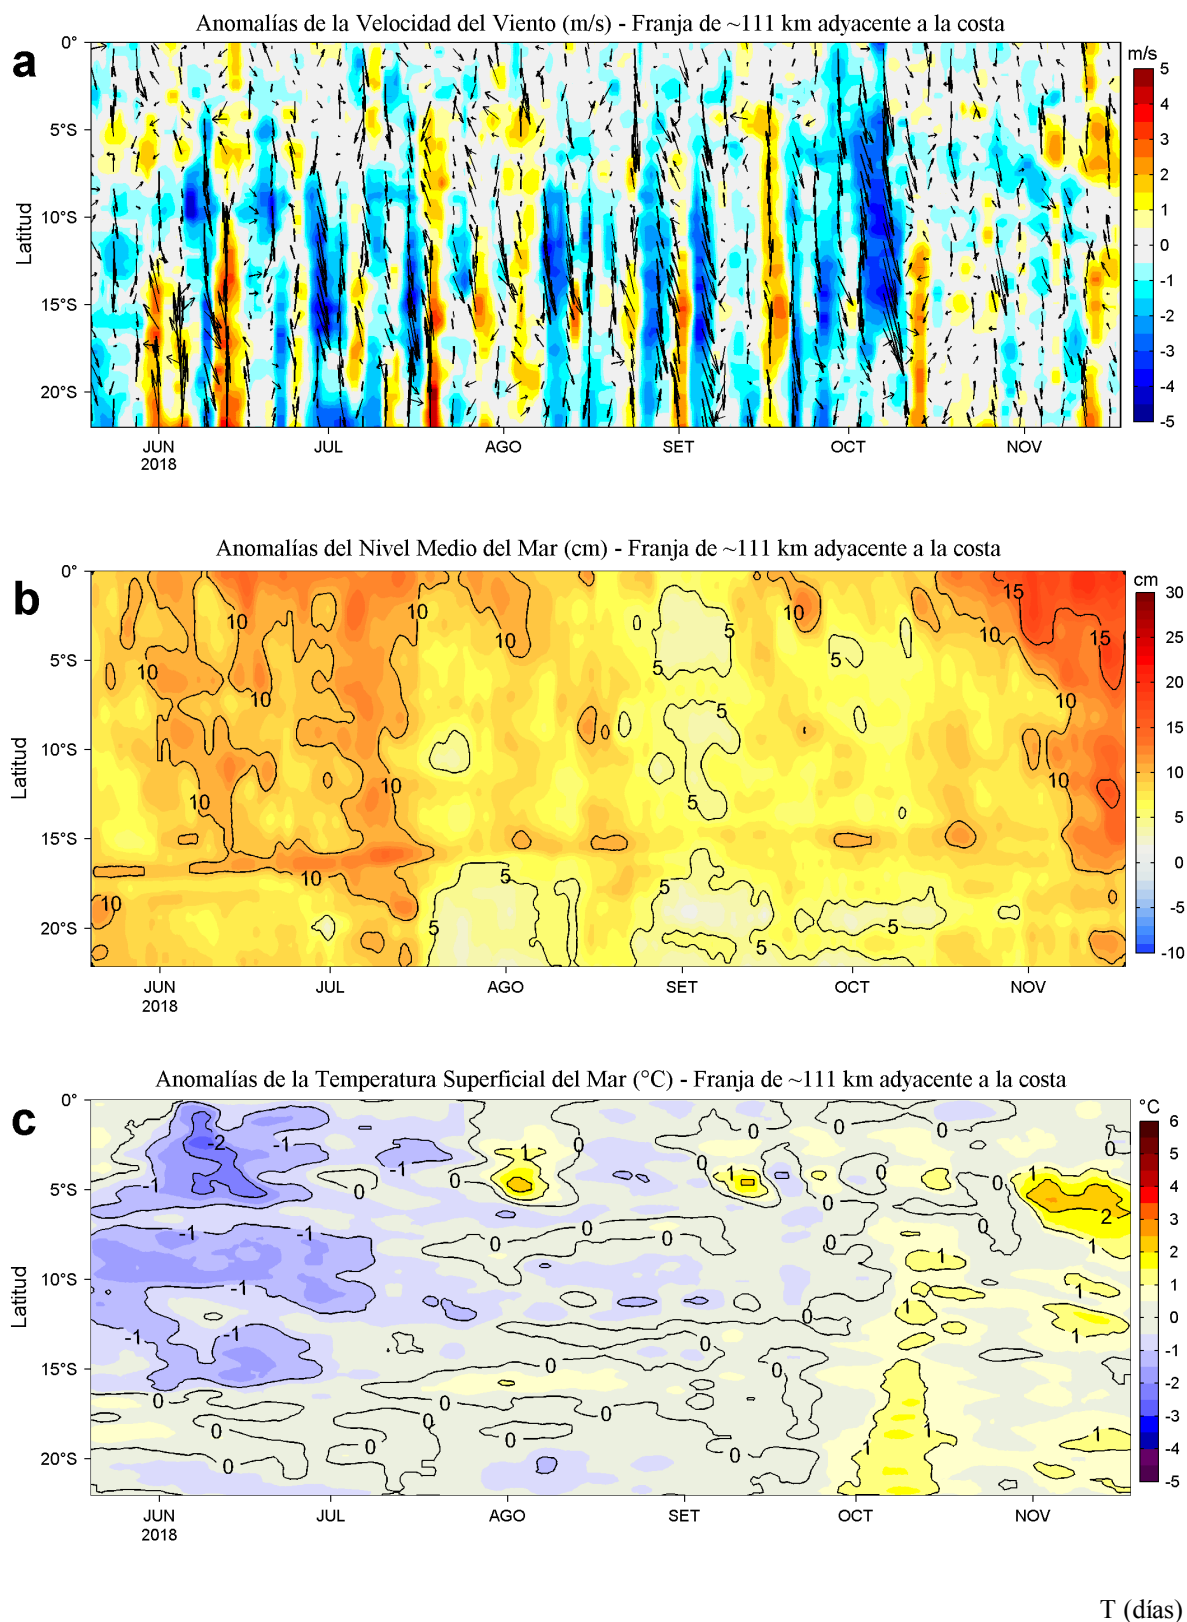 Anomalías de la Velocidad del Viento (m/s) - Franja de ~111 km adyacente a la costa
a
m/s
0°
5°S
10°S
15°S
20°S
Latitud
5
4
3
2
1
0
-1
-2
-3
-4
-5
JUN JUL AGO SET OCT NOV
2018
Anomalías del Nivel Medio del Mar (cm) - Franja de ~111 km adyacente a la costa
b
cm
0°
5°S
10°S
15°S
20°S
Latitud
10 10 10 10 15 10 15
5 5
10 10 5 10
10 10 5 10
10 5 5
10 5 5 5
30
25
20
15
10
5
0
-5
-10
JUN JUL AGO SET OCT NOV
2018
Anomalías de la Temperatura Superficial del Mar (°C) - Franja de ~111 km adyacente a la costa
c
°C
0°
5°S
10°S
15°S
20°S
Latitud
-2 -1 0 0 0 0
-1 -1 0 1 0 1 0 0 1
-1 -1 0 0 0 2
-1 0 1 1 1
-1 -1 0 0 1 1
0 0 0 0 0 1 1
0 0 0 1
6
5
4
3
2
1
0
-1
-2
-3
-4
-5
JUN JUL AGO SET OCT NOV
2018
T (días)